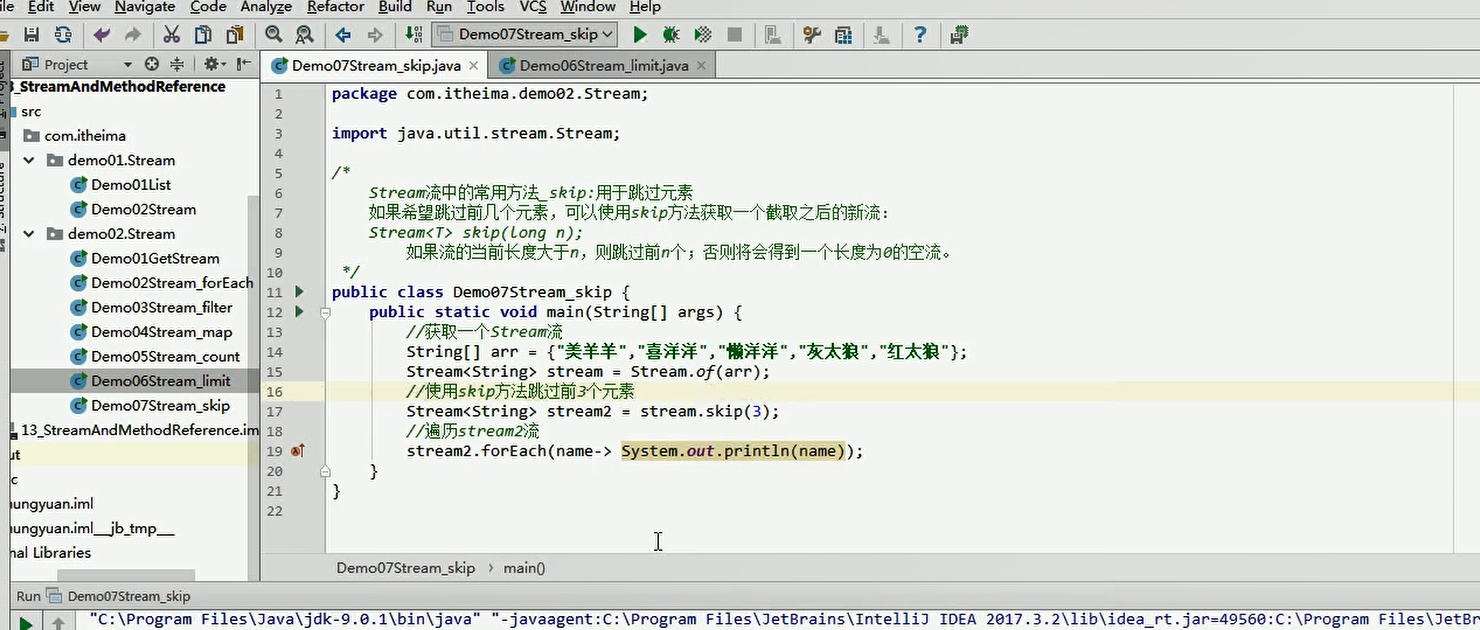 File Edit View Navigate Code Analyze Refactor Build Run Tools VCS Window Help
Demo07Stream_skip
Project
Demo07Stream_skip.java
Demo06Stream_limit.java
_StreamAndMethodReference
src
com.itheima
demo01.Stream
Demo01List
Demo02Stream
demo02.Stream
Demo01GetStream
Demo02Stream_forEach
Demo03Stream_filter
Demo04Stream_map
Demo05Stream_count
Demo06Stream_limit
Demo07Stream_skip
13_StreamAndMethodReference.im
ungyuan.iml
ungyuan.iml__jb_tmp__
nal Libraries
1 package com.itheima.demo02.Stream;
2
3 import java.util.stream.Stream;
4
5 /*
6 Stream流中的常用方法_skip:用于跳过元素
7 如果希望跳过前几个元素，可以使用skip方法获取一个截取之后的新流：
8 Stream<T> skip(long n);
9 如果流的当前长度大于n，则跳过前n个；否则将会得到一个长度为0的空流。
10 */
11 public class Demo07Stream_skip {
12 public static void main(String[] args) {
13 //获取一个Stream流
14 String[] arr = {"美羊羊","喜洋洋","懒洋洋","灰太狼","红太狼"};
15 Stream<String> stream = Stream.of(arr);
16 //使用skip方法跳过前3个元素
17 Stream<String> stream2 = stream.skip(3);
18 //遍历stream2流
19 stream2.forEach(name-> System.out.println(name));
20 }
21 }
22
Demo07Stream_skip › main()
Run Demo07Stream_skip
"C:\Program Files\Java\jdk-9.0.1\bin\java" "-javaagent:C:\Program Files\JetBrains\IntelliJ IDEA 2017.3.2\lib\idea_rt.jar=49560:C:\Program Files\JetB